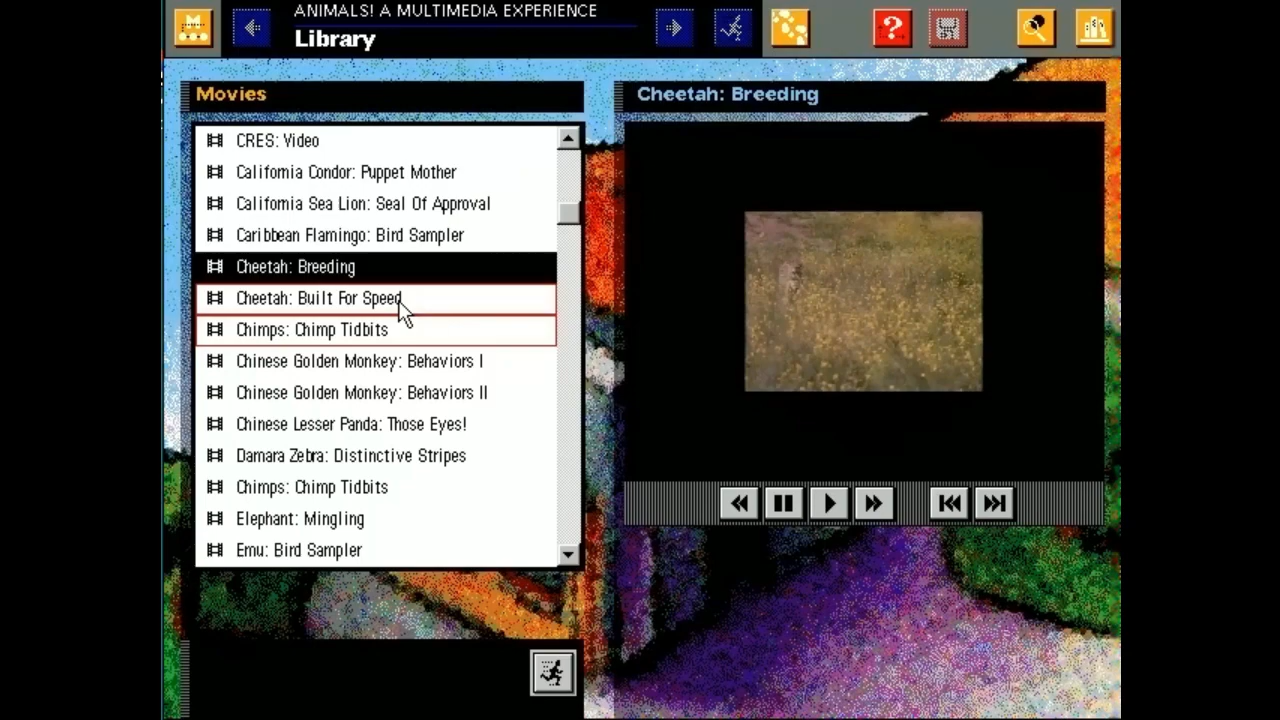 ANIMALS! A MULTIMEDIA EXPERIENCE
Library
?
Movies
CRES: Video
California Condor: Puppet Mother
California Sea Lion: Seal Of Approval
Caribbean Flamingo: Bird Sampler
Cheetah: Breeding
Cheetah: Built For Speed
Chimps: Chimp Tidbits
Chinese Golden Monkey: Behaviors I
Chinese Golden Monkey: Behaviors II
Chinese Lesser Panda: Those Eyes!
Damara Zebra: Distinctive Stripes
Chimps: Chimp Tidbits
Elephant: Mingling
Emu: Bird Sampler
Cheetah: Breeding